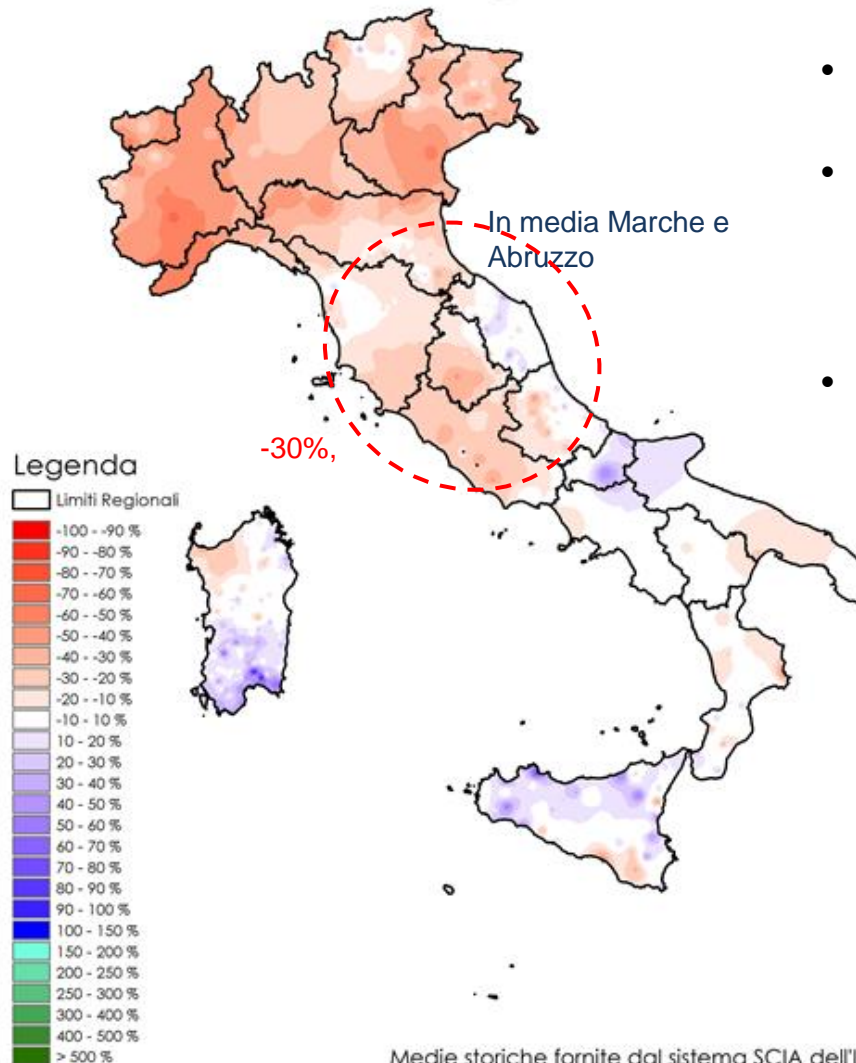 In media Marche e
Abruzzo
-30%,
Legenda
Limiti Regionali
-100 - -90 %
-90 - -80 %
-80 - -70 %
-70 - -60 %
-60 - -50 %
-50 - -40 %
-40 - -30 %
-30 - -20 %
-20 - -10 %
-10 - 10 %
10 - 20 %
20 - 30 %
30 - 40 %
40 - 50 %
50 - 60 %
60 - 70 %
70 - 80 %
80 - 90 %
90 - 100 %
100 - 150 %
150 - 200 %
200 - 250 %
250 - 300 %
300 - 400 %
400 - 500 %
> 500 %
Medie storiche fornite dal sistema SCIA dell'I